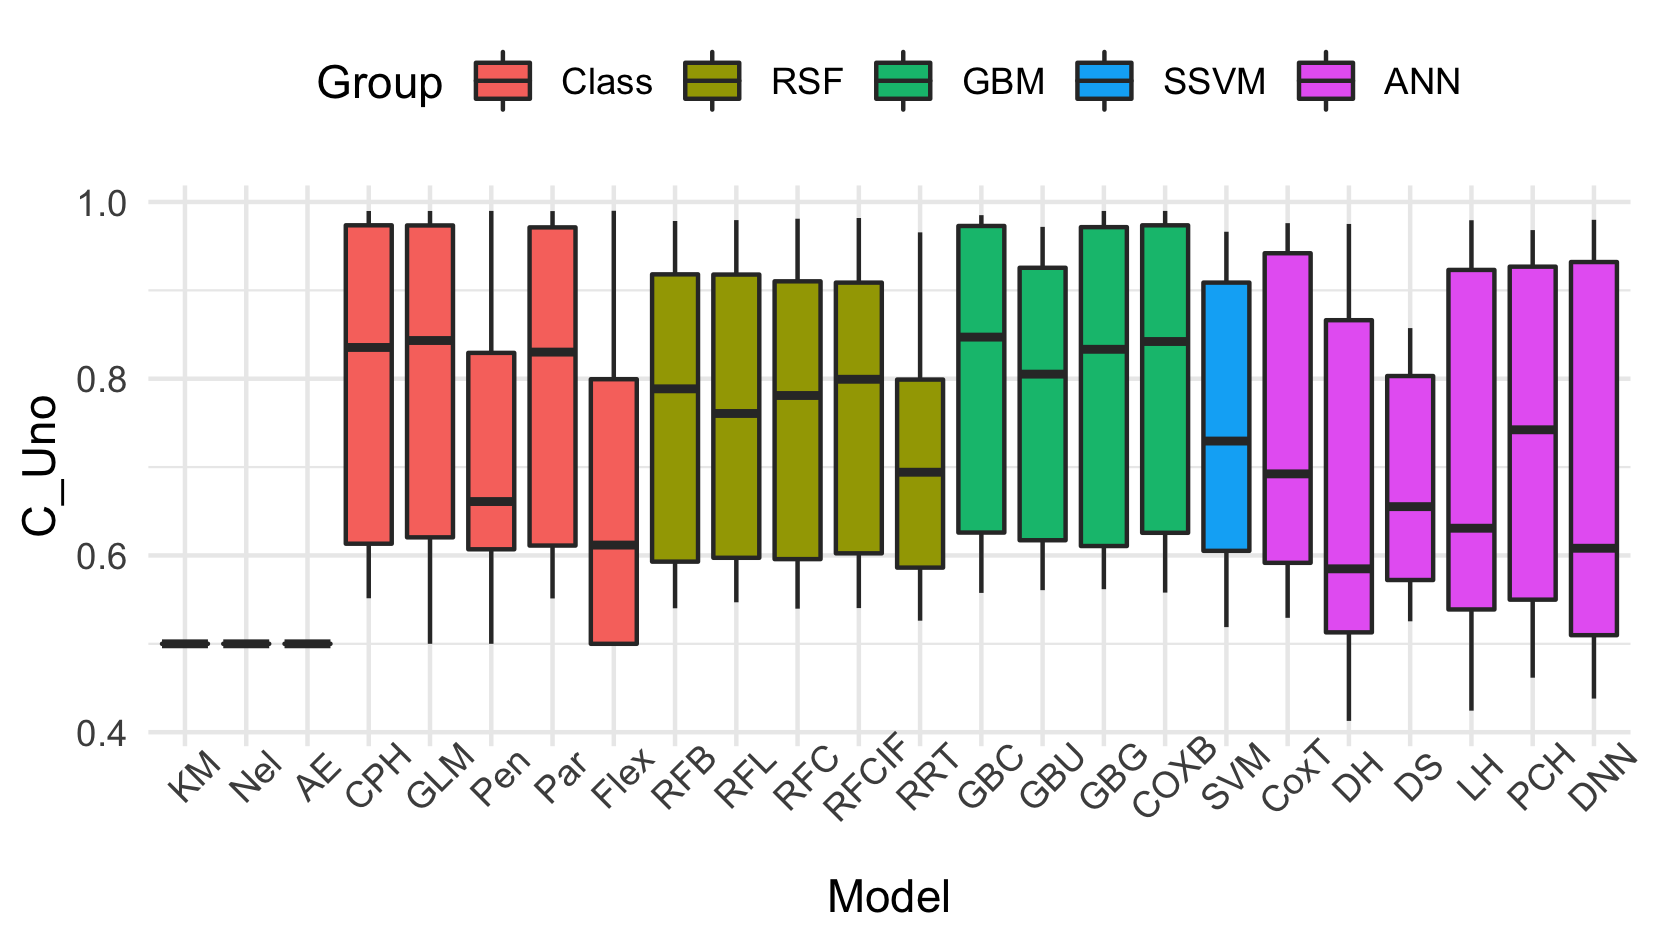 Group Class RSF GBM SSVM ANN
1.0
0.8
0.6
0.4
C_Uno
KM Nel AE CPH GLM Pen Par Flex RFB RFL RFC RFCIF RRT GBC GBU GBG COXB SVM CoxT DH DS LH PCH DNN
Model